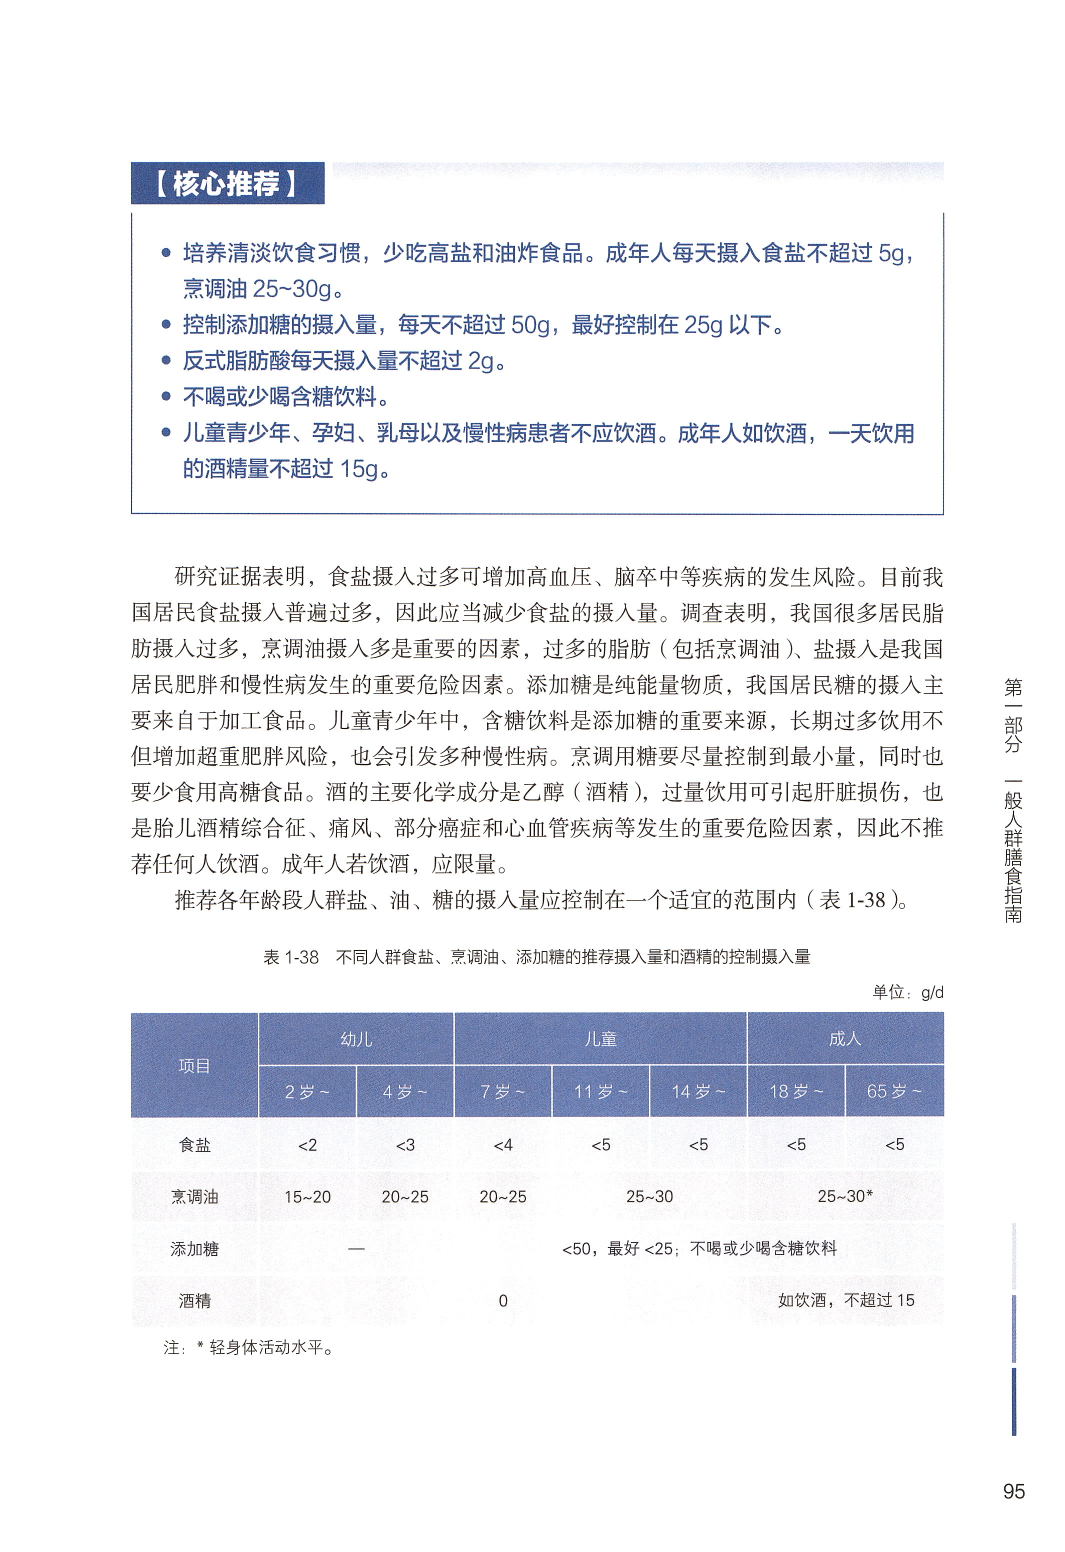 【核心推荐】
● 培养清淡饮食习惯，少吃高盐和油炸食品。成年人每天摄入食盐不超过 5g，
烹调油 25~30g。
● 控制添加糖的摄入量，每天不超过 50g，最好控制在 25g 以下。
● 反式脂肪酸每天摄入量不超过 2g。
● 不喝或少喝含糖饮料。
● 儿童青少年、孕妇、乳母以及慢性病患者不应饮酒。成年人如饮酒，一天饮用
的酒精量不超过 15g。
研究证据表明，食盐摄入过多可增加高血压、脑卒中等疾病的发生风险。目前我
国居民食盐摄入普遍过多，因此应当减少食盐的摄入量。调查表明，我国很多居民脂
肪摄入过多，烹调油摄入多是重要的因素，过多的脂肪（包括烹调油）、盐摄入是我国
居民肥胖和慢性病发生的重要危险因素。添加糖是纯能量物质，我国居民糖的摄入主
要来自于加工食品。儿童青少年中，含糖饮料是添加糖的重要来源，长期过多饮用不
但增加超重肥胖风险，也会引发多种慢性病。烹调用糖要尽量控制到最小量，同时也
要少食用高糖食品。酒的主要化学成分是乙醇（酒精），过量饮用可引起肝脏损伤，也
是胎儿酒精综合征、痛风、部分癌症和心血管疾病等发生的重要危险因素，因此不推
荐任何人饮酒。成年人若饮酒，应限量。
推荐各年龄段人群盐、油、糖的摄入量应控制在一个适宜的范围内（表 1-38）。
表 1-38 不同人群食盐、烹调油、添加糖的推荐摄入量和酒精的控制摄入量
单位：g/d
项目 幼儿 儿童 成人
2 岁 ~ 4 岁 ~ 7 岁 ~ 11 岁 ~ 14 岁 ~ 18 岁 ~ 65 岁 ~
食盐 <2 <3 <4 <5 <5 <5 <5
烹调油 15~20 20~25 20~25 25~30 25~30*
添加糖 — <50，最好 <25；不喝或少喝含糖饮料
酒精 0 如饮酒，不超过 15
注：* 轻身体活动水平。
第一部分 一般人群膳食指南
95